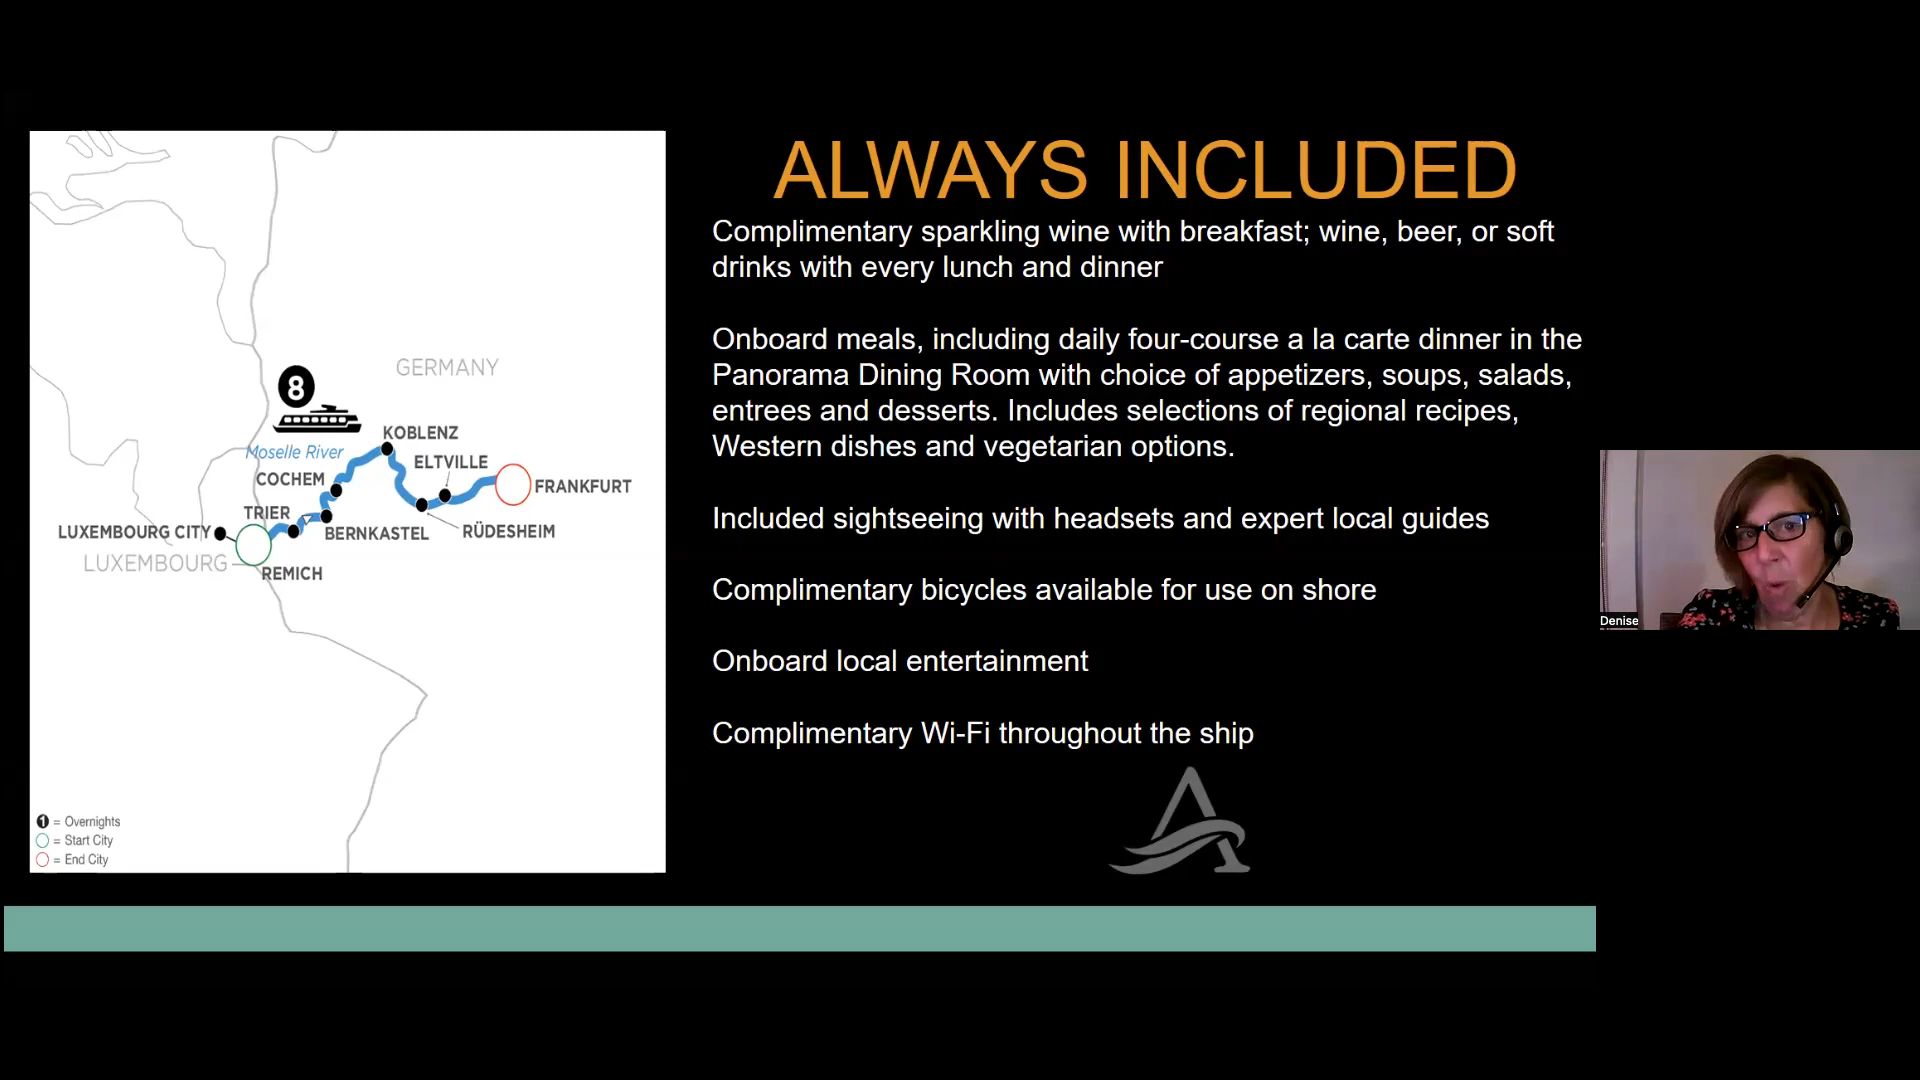 ALWAYS INCLUDED
Complimentary sparkling wine with breakfast; wine, beer, or soft
drinks with every lunch and dinner
Onboard meals, including daily four-course a la carte dinner in the
Panorama Dining Room with choice of appetizers, soups, salads,
entrees and desserts. Includes selections of regional recipes,
Western dishes and vegetarian options.
Included sightseeing with headsets and expert local guides
Complimentary bicycles available for use on shore
Onboard local entertainment
Complimentary Wi-Fi throughout the ship
GERMANY
8
KOBLENZ
Moselle River
ELTVILLE
COCHEM
FRANKFURT
TRIER
LUXEMBOURG CITY
BERNKASTEL
RÜDESHEIM
LUXEMBOURG
REMICH
1 = Overnights
= Start City
= End City
A
Denise